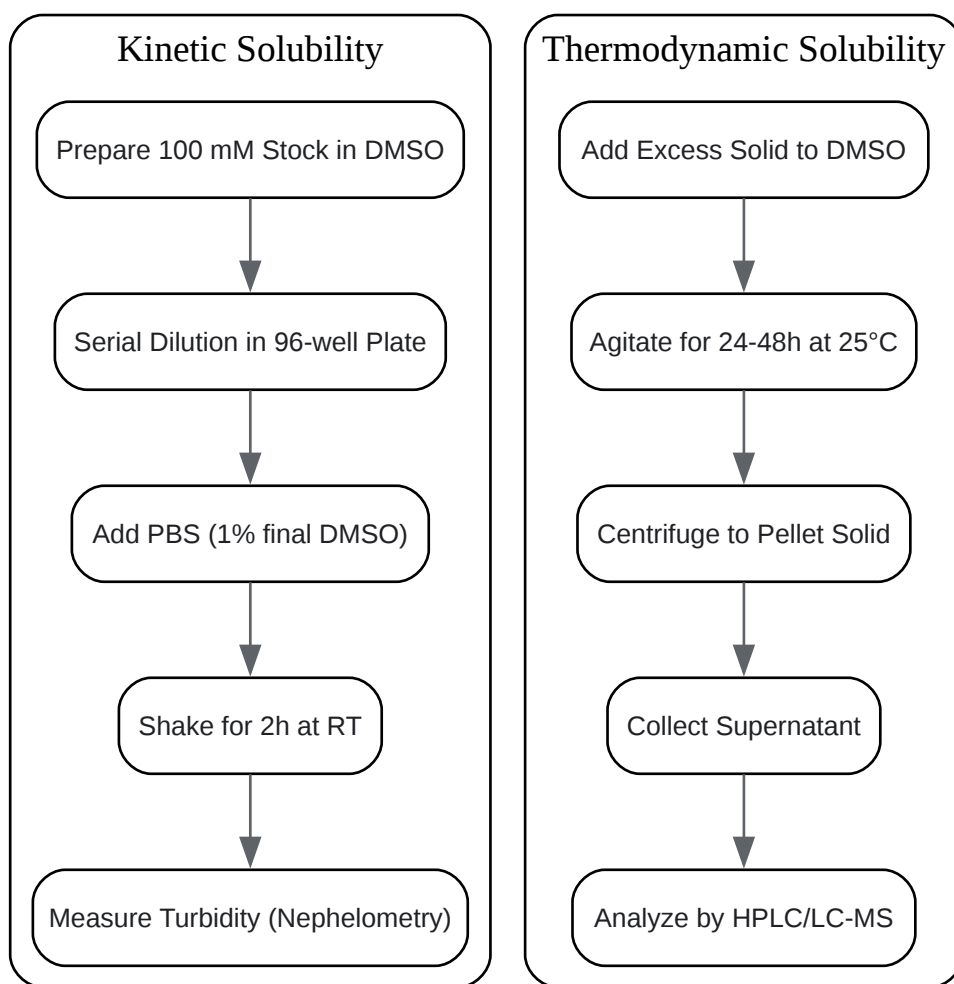 Kinetic Solubility
Prepare 100 mM Stock in DMSO
Serial Dilution in 96-well Plate
Add PBS (1% final DMSO)
Shake for 2h at RT
Measure Turbidity (Nephelometry)
Thermodynamic Solubility
Add Excess Solid to DMSO
Agitate for 24-48h at 25°C
Centrifuge to Pellet Solid
Collect Supernatant
Analyze by HPLC/LC-MS